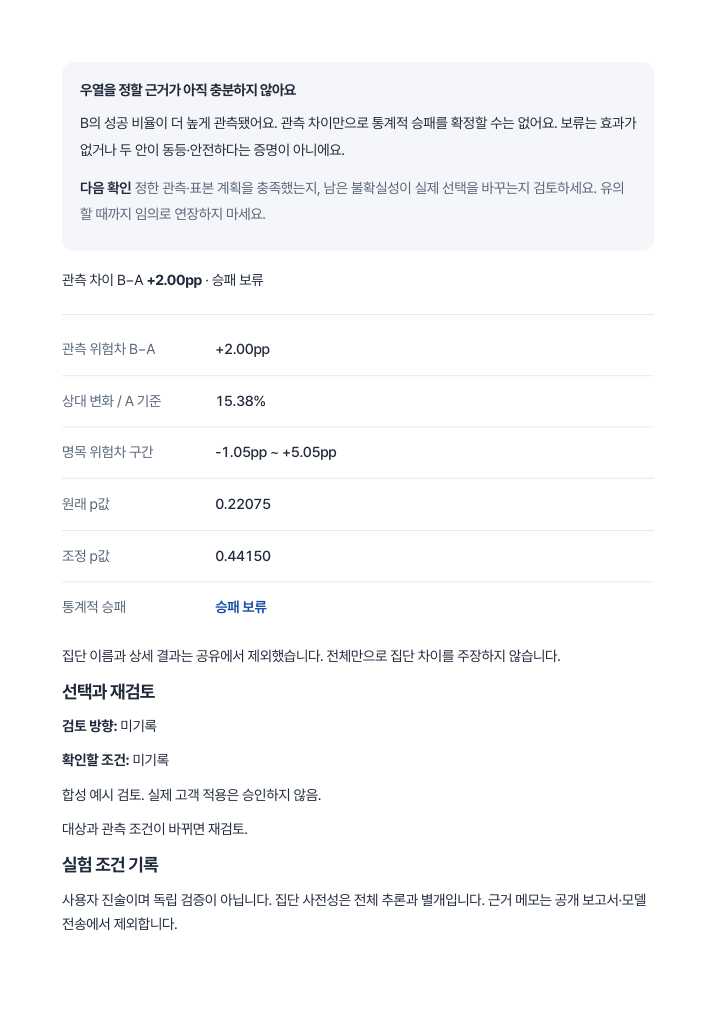 우열을 정할 근거가 아직 충분하지 않아요
B의 성공 비율이 더 높게 관측됐어요. 관측 차이만으로 통계적 승패를 확정할 수는 없어요. 보류는 효과가
없거나 두 안이 동등·안전하다는 증명이 아니에요.
다음 확인 정한 관측·표본 계획을 충족했는지, 남은 불확실성이 실제 선택을 바꾸는지 검토하세요. 유의
할 때까지 임의로 연장하지 마세요.
관측 차이 B−A +2.00pp · 승패 보류
관측 위험차 B−A +2.00pp
상대 변화 / A 기준 15.38%
명목 위험차 구간 -1.05pp ~ +5.05pp
원래 p값 0.22075
조정 p값 0.44150
통계적 승패 승패 보류
집단 이름과 상세 결과는 공유에서 제외했습니다. 전체만으로 집단 차이를 주장하지 않습니다.
선택과 재검토
검토 방향: 미기록
확인할 조건: 미기록
합성 예시 검토. 실제 고객 적용은 승인하지 않음.
대상과 관측 조건이 바뀌면 재검토.
실험 조건 기록
사용자 진술이며 독립 검증이 아닙니다. 집단 사전성은 전체 추론과 별개입니다. 근거 메모는 공개 보고서·모델
전송에서 제외합니다.